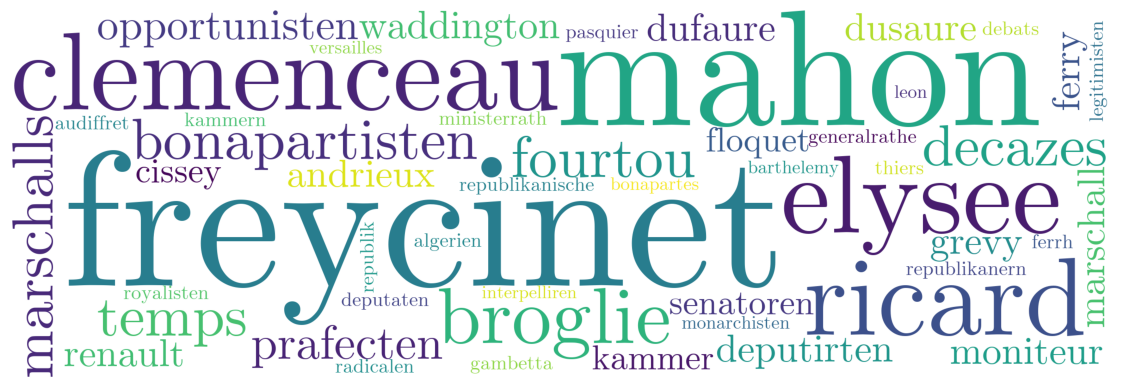 opportunisten waddington pasquier dufaure dusaure debats
versailles
clemenceau mahon leon ferry legitimisten
audiffret kammern ministerrath
bonapartisten floquet generalrathe decazes
marschalls cissey andrieux fourtou barthelemy thiers
republikanische bonapartes
freycinet elysee marschalls
republik algerien grevy ferrh
republikanern
royalisten deputaten interpelliren
temps broglie senatoren ricard
monarchisten
renault prafecten kammer deputirten moniteur
radicalen gambetta